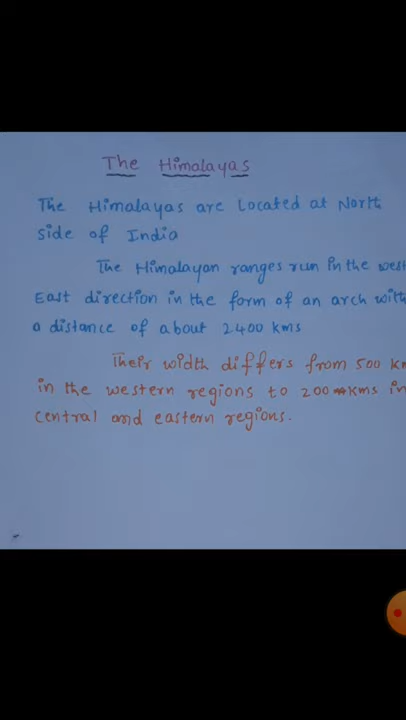 The Himalayas
The Himalayas are Located at North
side of India
The Himalayan ranges run in the west
East direction in the form of an arch with
a distance of about 2400 kms
Their width differs from 500 km
in the western regions to 200 kms in
central and eastern regions.